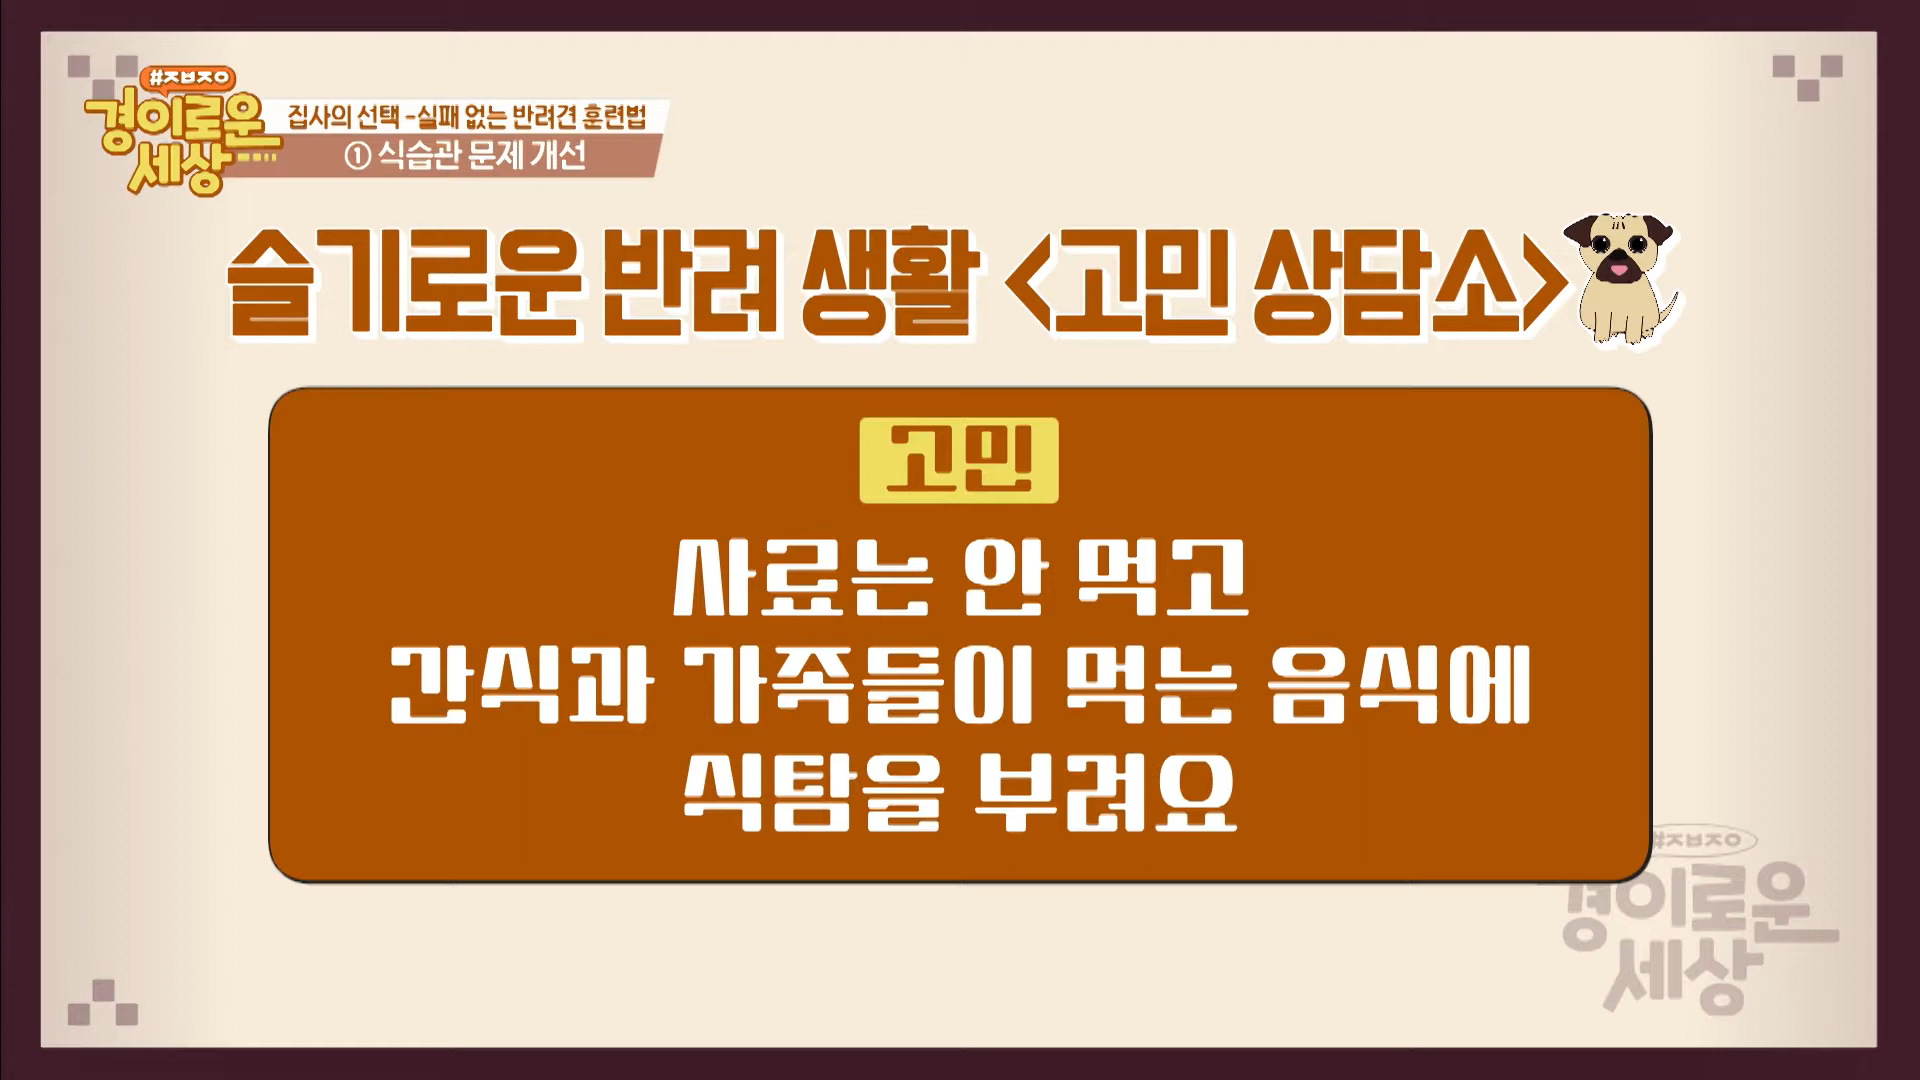 #ㅈㅂㅈㅇ
경이로운
세상
집사의 선택 - 실패 없는 반려견 훈련법
① 식습관 문제 개선
슬기로운 반려 생활 <고민 상담소>
고민
사료는 안 먹고
간식과 가족들이 먹는 음식에
식탐을 부려요
#ㅈㅂㅈㅇ
경이로운
세상